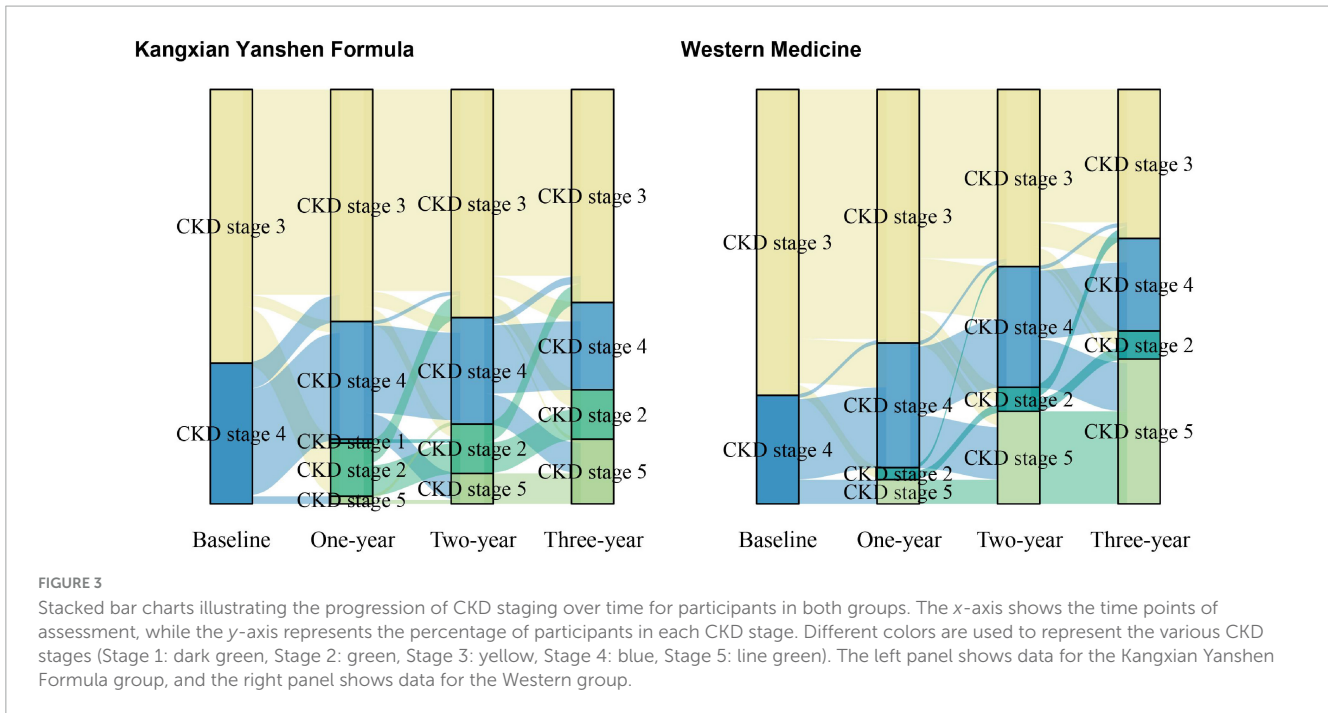 Kangxian Yanshen Formula
CKD stage 3
CKD stage 4
CKD stage 3
CKD stage 4
CKD stage 1
CKD stage 2
CKD stage 5
CKD stage 3
CKD stage 4
CKD stage 2
CKD stage 5
CKD stage 3
CKD stage 4
CKD stage 2
CKD stage 5
Baseline One-year Two-year Three-year
Western Medicine
CKD stage 3
CKD stage 4
CKD stage 3
CKD stage 4
CKD stage 2
CKD stage 5
CKD stage 3
CKD stage 4
CKD stage 2
CKD stage 5
CKD stage 3
CKD stage 4
CKD stage 2
CKD stage 5
Baseline One-year Two-year Three-year
FIGURE 3
Stacked bar charts illustrating the progression of CKD staging over time for participants in both groups. The x-axis shows the time points of
assessment, while the y-axis represents the percentage of participants in each CKD stage. Different colors are used to represent the various CKD
stages (Stage 1: dark green, Stage 2: green, Stage 3: yellow, Stage 4: blue, Stage 5: line green). The left panel shows data for the Kangxian Yanshen
Formula group, and the right panel shows data for the Western group.